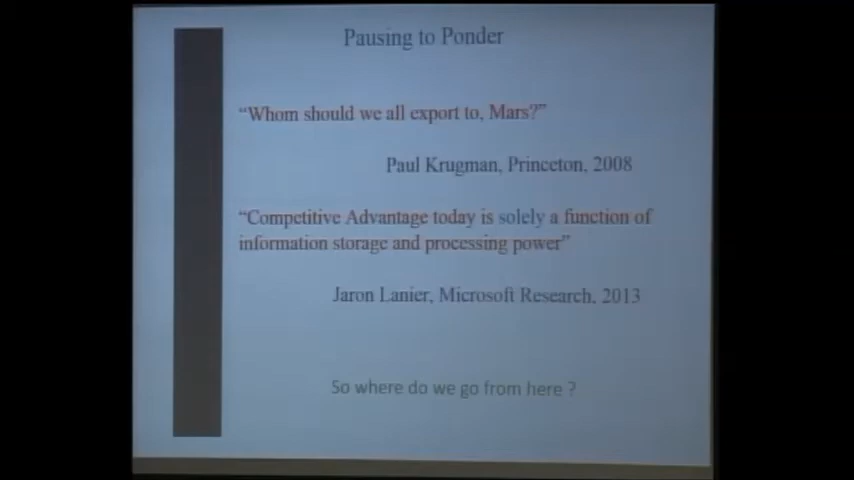 Pausing to Ponder
“Whom should we all export to, Mars?”
Paul Krugman, Princeton, 2008
“Competitive Advantage today is solely a function of
information storage and processing power”
Jaron Lanier, Microsoft Research, 2013
So where do we go from here ?